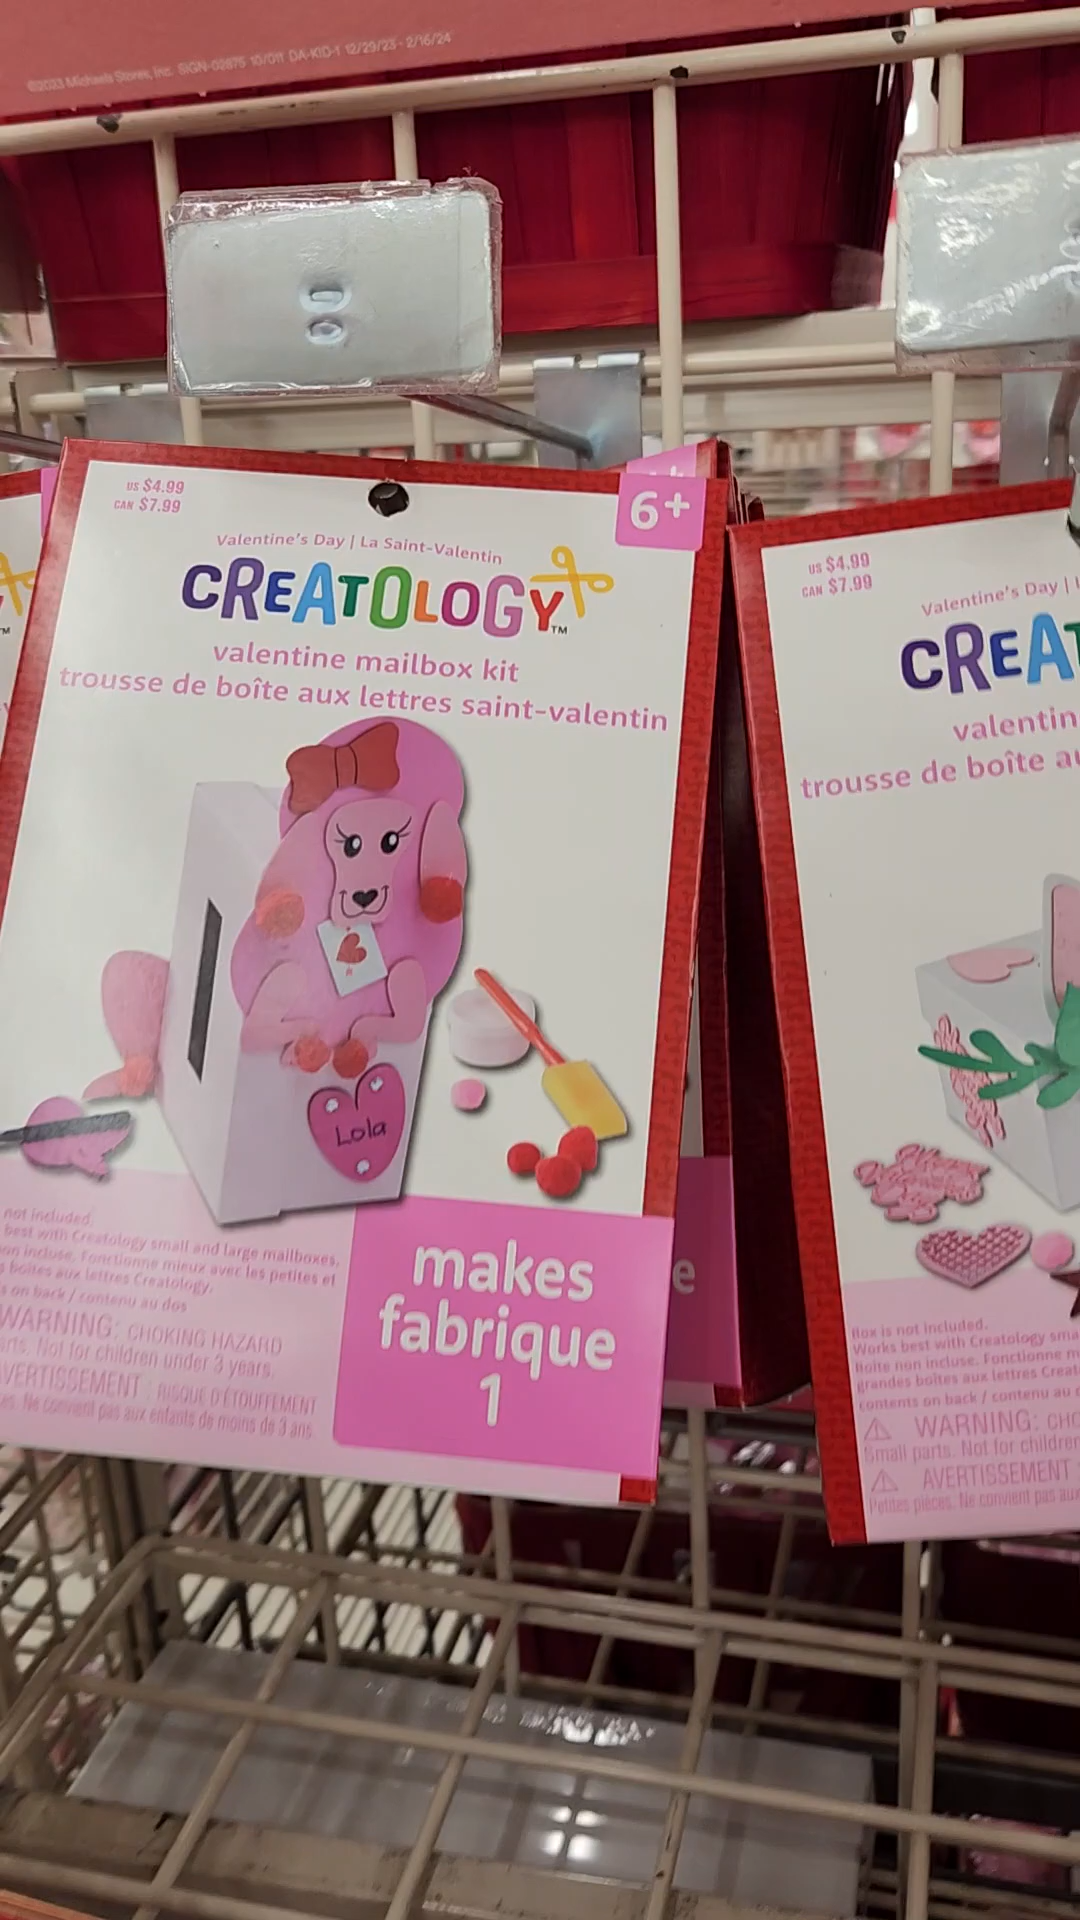 ©2023 Michaels Stores, Inc. SIGN-02875 10/011 DA-KID-1 12/29/23 - 2/16/24
US $4.99
CAN $7.99
6+
Valentine's Day | La Saint-Valentin
CREATOLOGY™
valentine mailbox kit
trousse de boîte aux lettres saint-valentin
Lola
not included.
best with Creatology small and large mailboxes.
incluse. Fonctionne mieux avec les petites et
boîtes aux lettres Creatology.
on back / contenu au dos
WARNING: CHOKING HAZARD
Not for children under 3 years.
AVERTISSEMENT : RISQUE D'ÉTOUFFEMENT
Ne convient pas aux enfants de moins de 3 ans.
makes
fabrique
1
e
US $4.99
CAN $7.99
Valentine's Day |
CREAT
valentin
trousse de boîte au
Box is not included.
Works best with Creatology sma
Boîte non incluse. Fonctionne m
grandes boîtes aux lettres Creat
contents on back / contenu au d
WARNING: CHO
Small parts. Not for children
AVERTISSEMENT
Petites pièces. Ne convient pas aux
TM